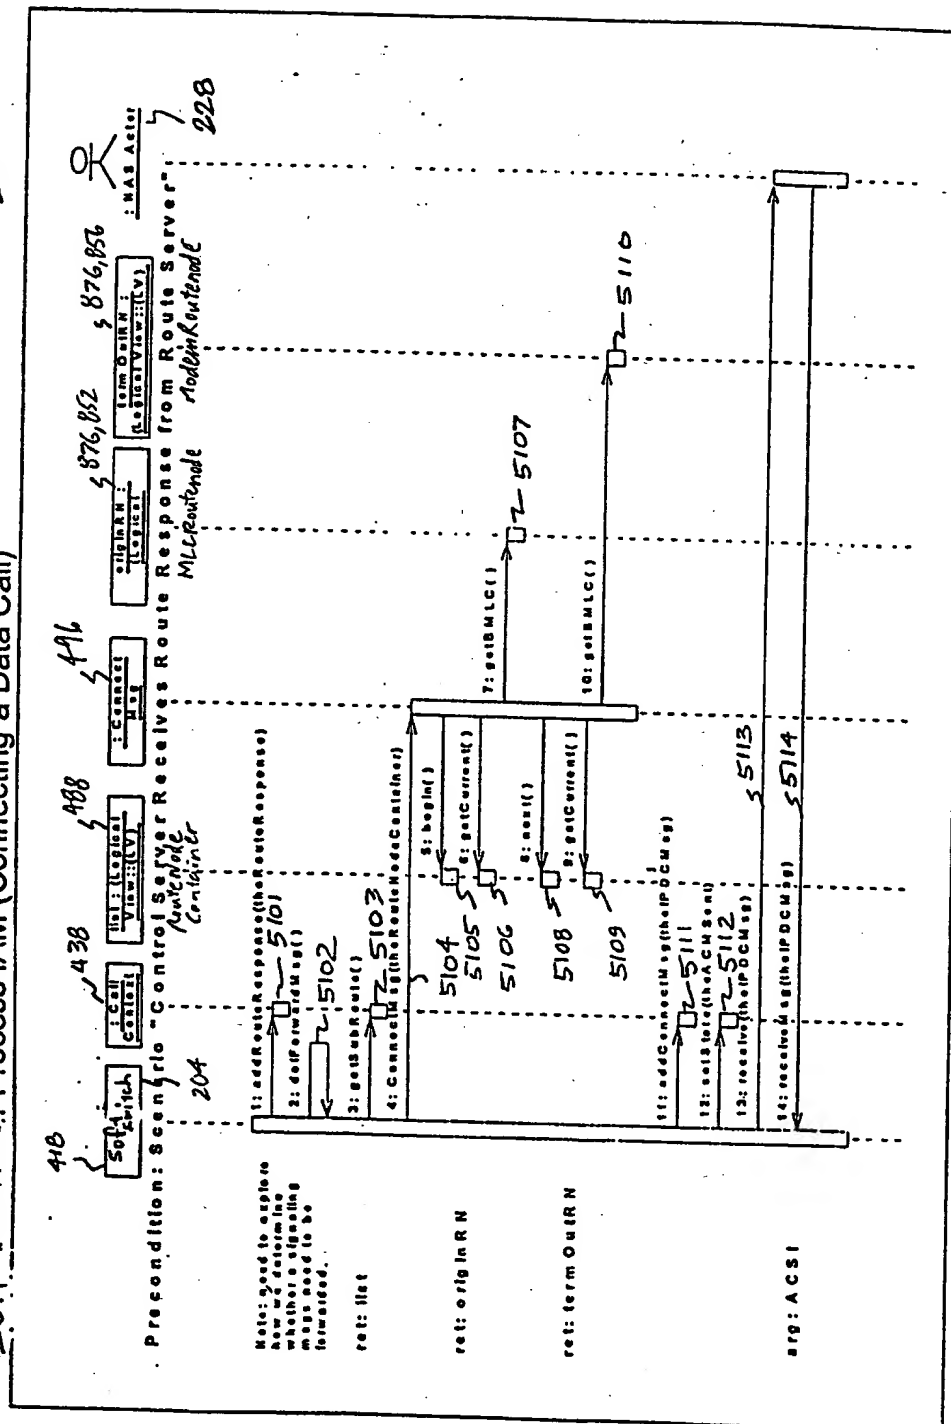 (Connecting a Data Call)
418
Soft
Switch
204
438
: Call
Context
488
list : (Logical
View::(LV)
RouteNode
Container
496
: Connect
Msg
876,852
originRN :
(Logical
MLCRoutenode
876,856
termOutRN :
(Logical View::(LV)
ModemRoutenode
: NAS Actor
228
Precondition: Scenario "ControlServer Receives Route Response from Route Server":
Note: need to explore
how we determine
whether a signaling
msgs need to be
forwarded.
1: addRouteResponse(theRouteResponse)
5101
2: detForwardMsg()
5102
ret: list
3: getSubRoute()
5103
4: ConnectMsg(theRouteNodeContainer)
5104
5: begin()
5105
6: getCurrent()
5106
ret: originRN
7: getBMLC()
5107
8: next()
5108
9: getCurrent()
5109
ret: termOutRN
10: getBMLC()
5110
11: addConnectMsg(theIPDCMsg)
5111
12: setState(theACMSent)
5112
13: receive(theIPDCMsg)
5113
arg: ACSI
14: receiveMsg(theIPDCMsg)
5114